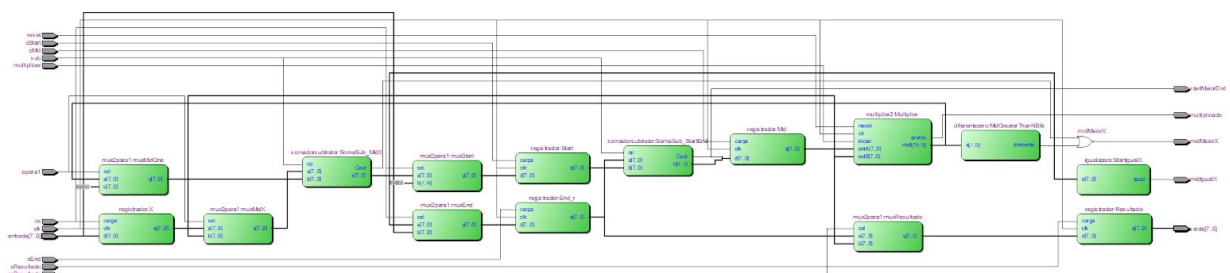 reset
cStart
cMid
sub
multiplicar
opera1
ini
clk
entrada[7..0]
cEnd
cResultado
mux2para1:muxMidOne
sel
a[7..0]
b[7..0]
y[7..0]
registrador:X
carga
clk
d[7..0]
q[7..0]
mux2para1:muxMidX
sel
a[7..0]
b[7..0]
y[7..0]
somadorsubtrator:SomaSub_MidX
op
a[7..0]
b[7..0]
Cout
s[7..0]
mux2para1:muxStart
sel
a[7..0]
b[7..0]
y[7..0]
mux2para1:muxEnd
sel
a[7..0]
b[7..0]
y[7..0]
registrador:Start
carga
clk
d[7..0]
q[7..0]
registrador:End_r
carga
clk
d[7..0]
q[7..0]
somadorsubtrator:SomaSub_StartEnd
op
a[7..0]
b[7..0]
Cout
s[7..0]
registrador:Mid
carga
clk
d[7..0]
q[7..0]
multiplier2:Multiplier
reset
clk
iniciar
entA[7..0]
entB[7..0]
pronto
mult[15..0]
diferentezero:MidGreaterThanNBits
diferente
midMaiorX
igualazero:StartIgualX
a[7..0]
igual
mux2para1:muxResultado
sel
a[7..0]
b[7..0]
y[7..0]
registrador:Resultado
carga
clk
d[7..0]
q[7..0]
startMaiorEnd
multiplicado
midMaiorX
midIgualX
saida[7..0]